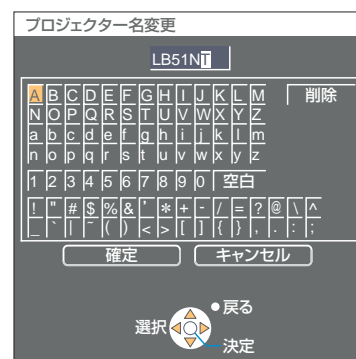 プロジェクター名変更
LB51NT
A B C D E F G H I J K L M 削除
N O P Q R S T U V W X Y Z
a b c d e f g h i j k l m
n o p q r s t u v w x y z
1 2 3 4 5 6 7 8 9 0 空白
! " # $ % & ' * + - / = ? @ \ ^
_ ` | ~ ( ) < > [ ] { } , . : ;
確定 キャンセル
戻る
選択
決定